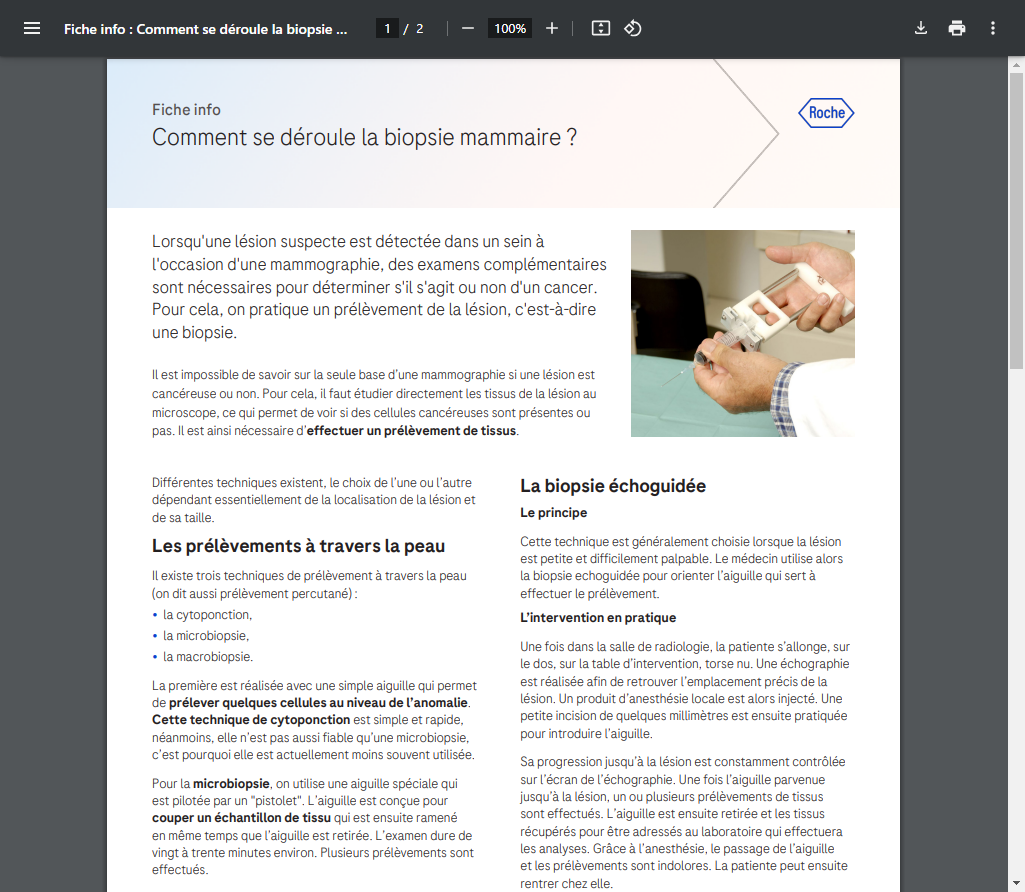 Fiche info : Comment se déroule la biopsie ...
1 / 2
100%
Fiche info
Comment se déroule la biopsie mammaire ?
Roche
Lorsqu'une lésion suspecte est détectée dans un sein à
l'occasion d'une mammographie, des examens complémentaires
sont nécessaires pour déterminer s'il s'agit ou non d'un cancer.
Pour cela, on pratique un prélèvement de la lésion, c'est-à-dire
une biopsie.
Il est impossible de savoir sur la seule base d’une mammographie si une lésion est
cancéreuse ou non. Pour cela, il faut étudier directement les tissus de la lésion au
microscope, ce qui permet de voir si des cellules cancéreuses sont présentes ou
pas. Il est ainsi nécessaire d’effectuer un prélèvement de tissus.
Différentes techniques existent, le choix de l’une ou l’autre
dépendant essentiellement de la localisation de la lésion et
de sa taille.
Les prélèvements à travers la peau
Il existe trois techniques de prélèvement à travers la peau
(on dit aussi prélèvement percutané) :
• la cytoponction,
• la microbiopsie,
• la macrobiopsie.
La première est réalisée avec une simple aiguille qui permet
de prélever quelques cellules au niveau de l’anomalie.
Cette technique de cytoponction est simple et rapide,
néanmoins, elle n’est pas aussi fiable qu’une microbiopsie,
c’est pourquoi elle est actuellement moins souvent utilisée.
Pour la microbiopsie, on utilise une aiguille spéciale qui
est pilotée par un "pistolet". L’aiguille est conçue pour
couper un échantillon de tissu qui est ensuite ramené
en même temps que l’aiguille est retirée. L’examen dure de
vingt à trente minutes environ. Plusieurs prélèvements sont
effectués.
La biopsie échoguidée
Le principe
Cette technique est généralement choisie lorsque la lésion
est petite et difficilement palpable. Le médecin utilise alors
la biopsie echoguidée pour orienter l’aiguille qui sert à
effectuer le prélèvement.
L’intervention en pratique
Une fois dans la salle de radiologie, la patiente s’allonge, sur
le dos, sur la table d’intervention, torse nu. Une échographie
est réalisée afin de retrouver l’emplacement précis de la
lésion. Un produit d’anesthésie locale est alors injecté. Une
petite incision de quelques millimètres est ensuite pratiquée
pour introduire l’aiguille.
Sa progression jusqu’à la lésion est constamment contrôlée
sur l’écran de l’échographie. Une fois l’aiguille parvenue
jusqu’à la lésion, un ou plusieurs prélèvements de tissus
sont effectués. L’aiguille est ensuite retirée et les tissus
récupérés pour être adressés au laboratoire qui effectuera
les analyses. Grâce à l’anesthésie, le passage de l’aiguille
et les prélèvements sont indolores. La patiente peut ensuite
rentrer chez elle.